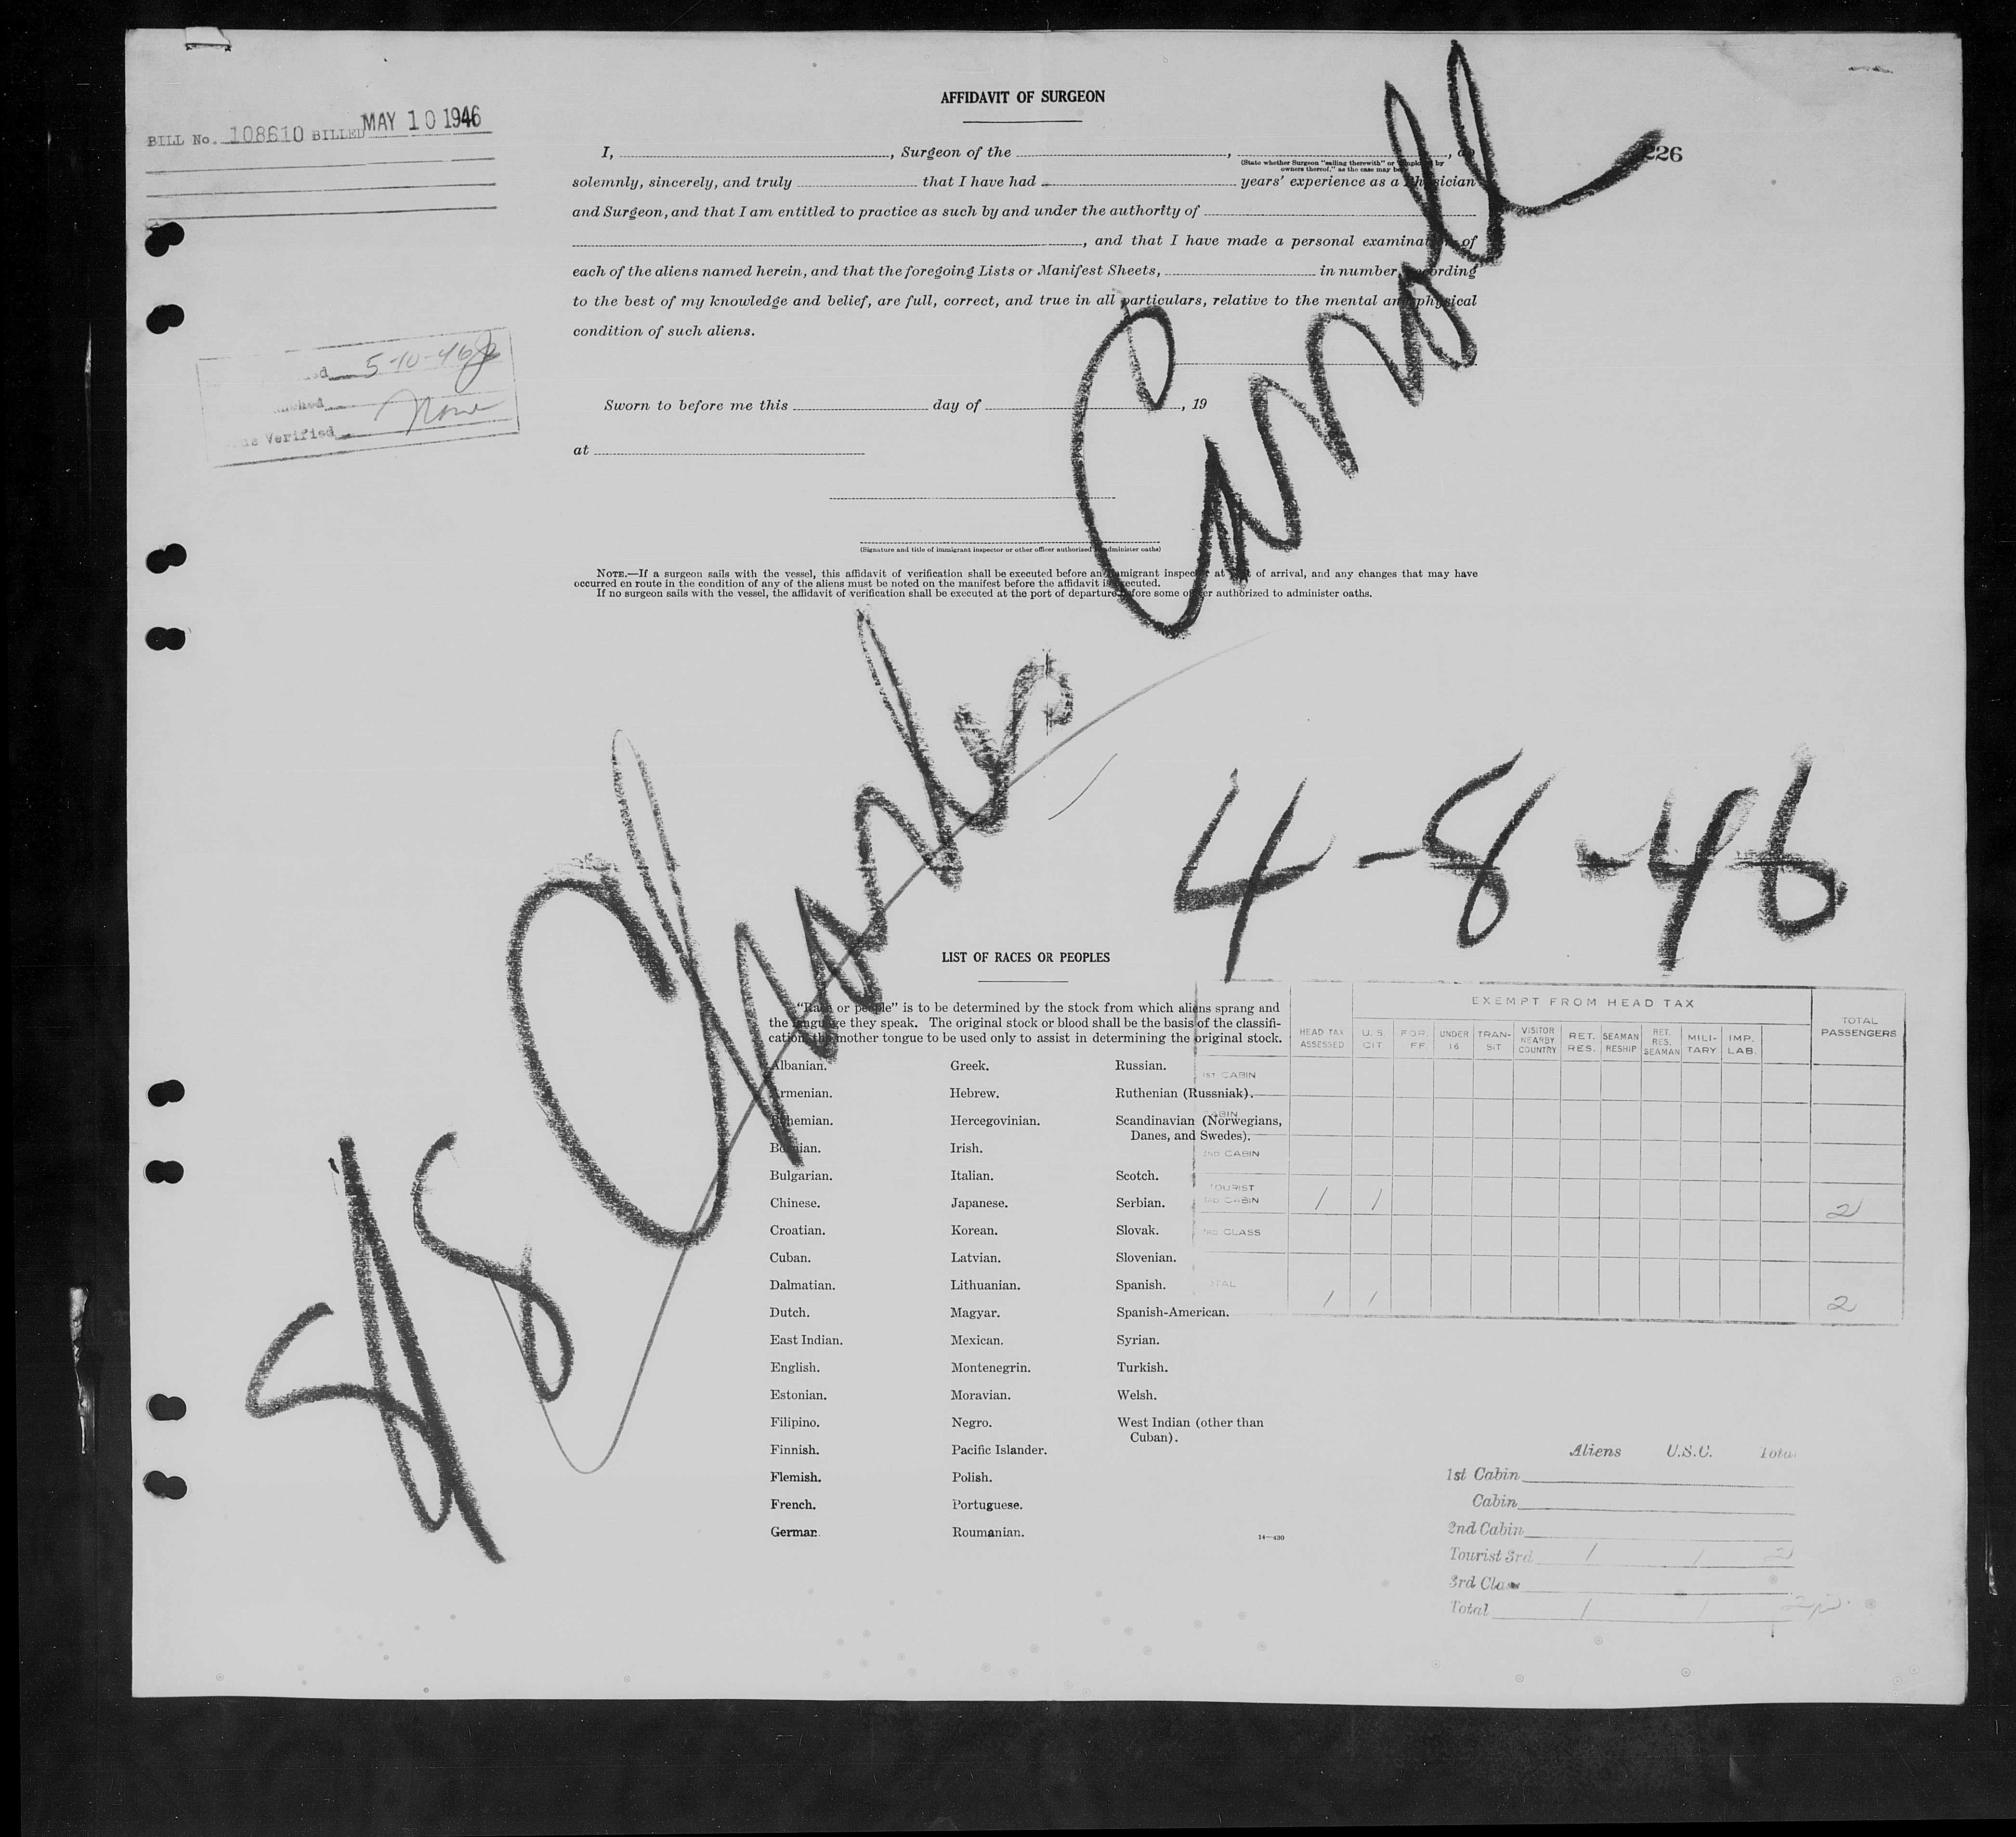 AFFIDAVIT OF SURGEON
BILL No. 108610 BILLED MAY 10 1946
226
I, , Surgeon of the , , do
(State whether Surgeon "sailing therewith" or employed by
owners thereof," as the case may be)
solemnly, sincerely, and truly that I have had years' experience as a Physician
and Surgeon, and that I am entitled to practice as such by and under the authority of
, and that I have made a personal examination of
each of the aliens named herein, and that the foregoing Lists or Manifest Sheets, in number, according
to the best of my knowledge and belief, are full, correct, and true in all particulars, relative to the mental and physical
condition of such aliens.
5-10-46
None
Verified
Sworn to before me this day of , 19
at
(Signature and title of immigrant inspector or other officer authorized to administer oaths)
NOTE.—If a surgeon sails with the vessel, this affidavit of verification shall be executed before an immigrant inspector at port of arrival, and any changes that may have
occurred en route in the condition of any of the aliens must be noted on the manifest before the affidavit is executed.
If no surgeon sails with the vessel, the affidavit of verification shall be executed at the port of departure before some officer authorized to administer oaths.
SS Charles Carroll
4-8-46
LIST OF RACES OR PEOPLES
"Race or people" is to be determined by the stock from which aliens sprang and
the language they speak. The original stock or blood shall be the basis of the classifi-
cation, the mother tongue to be used only to assist in determining the original stock.
Albanian. Greek. Russian.
Armenian. Hebrew. Ruthenian (Russniak).
Bohemian. Hercegovinian. Scandinavian (Norwegians,
Danes, and Swedes).
Bosnian. Irish.
Bulgarian. Italian. Scotch.
Chinese. Japanese. Serbian.
Croatian. Korean. Slovak.
Cuban. Latvian. Slovenian.
Dalmatian. Lithuanian. Spanish.
Dutch. Magyar. Spanish-American.
East Indian. Mexican. Syrian.
English. Montenegrin. Turkish.
Estonian. Moravian. Welsh.
Filipino. Negro. West Indian (other than
Cuban).
Finnish. Pacific Islander.
Flemish. Polish.
French. Portuguese.
German. Roumanian.
14—430
EXEMPT FROM HEAD TAX
HEAD TAX ASSESSED U.S. CIT. FOR. FF. UNDER 16 TRAN-SIT VISITOR NEARBY COUNTRY RET. RES. SEAMAN RESHIP RET. RES. SEAMAN MILI-TARY IMP. LAB. TOTAL PASSENGERS
1ST CABIN
CABIN
2ND CABIN
TOURIST
3RD CABIN 1 1 2
3RD CLASS
TOTAL 1 1 2
Aliens U.S.C. Total
1st Cabin
Cabin
2nd Cabin
Tourist 3rd 1 1 2
3rd Class
Total 1 1